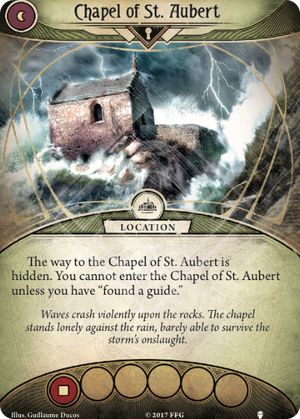 Chapel of St. Aubert
LOCATION
The way to the Chapel of St. Aubert is
hidden. You cannot enter the Chapel of St. Aubert
unless you have “found a guide.”
Waves crash violently upon the rocks. The chapel
stands lonely against the rain, barely able to survive the
storm’s onslaught.
Illus. Guillaume Ducos
© 2017 FFG